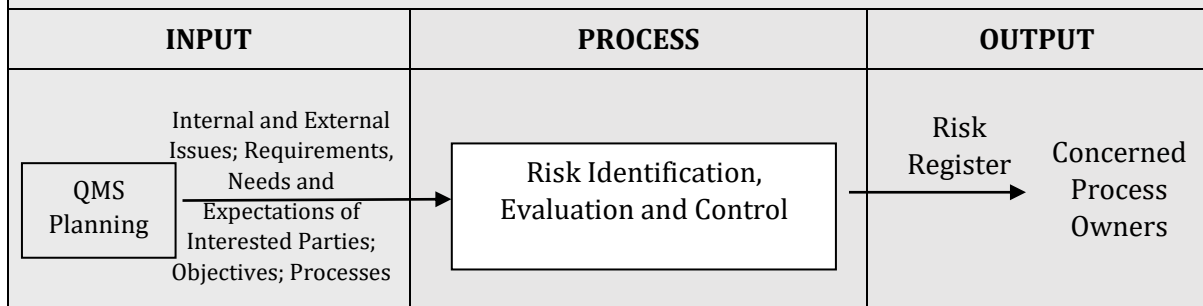 INPUT
PROCESS
OUTPUT
QMS
Planning
Internal and External
Issues; Requirements,
Needs and
Expectations of
Interested Parties;
Objectives; Processes
Risk Identification,
Evaluation and Control
Risk
Register
Concerned
Process
Owners